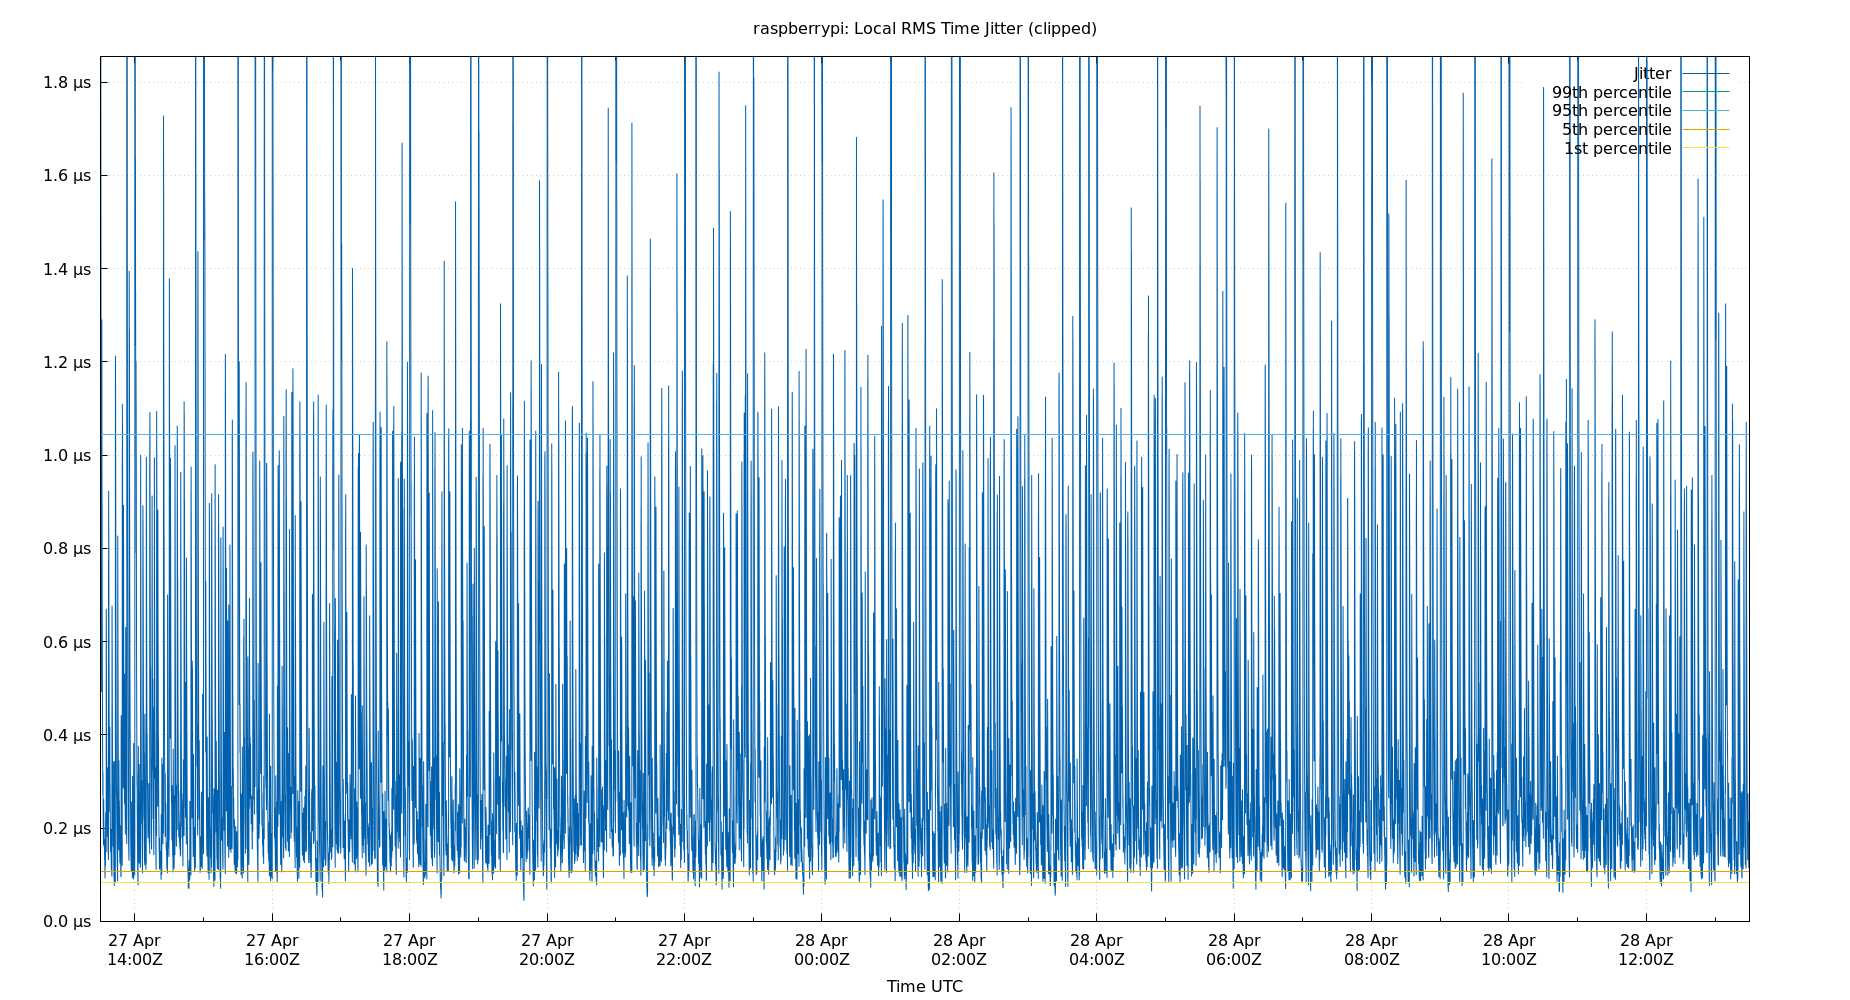 raspberrypi: Local RMS Time Jitter (clipped)
1.8 µs
1.6 µs
1.4 µs
1.2 µs
1.0 µs
0.8 µs
0.6 µs
0.4 µs
0.2 µs
0.0 µs
Jitter
99th percentile
95th percentile
5th percentile
1st percentile
27 Apr 27 Apr 27 Apr 27 Apr 27 Apr 28 Apr 28 Apr 28 Apr 28 Apr 28 Apr 28 Apr 28 Apr
14:00Z 16:00Z 18:00Z 20:00Z 22:00Z 00:00Z 02:00Z 04:00Z 06:00Z 08:00Z 10:00Z 12:00Z
Time UTC